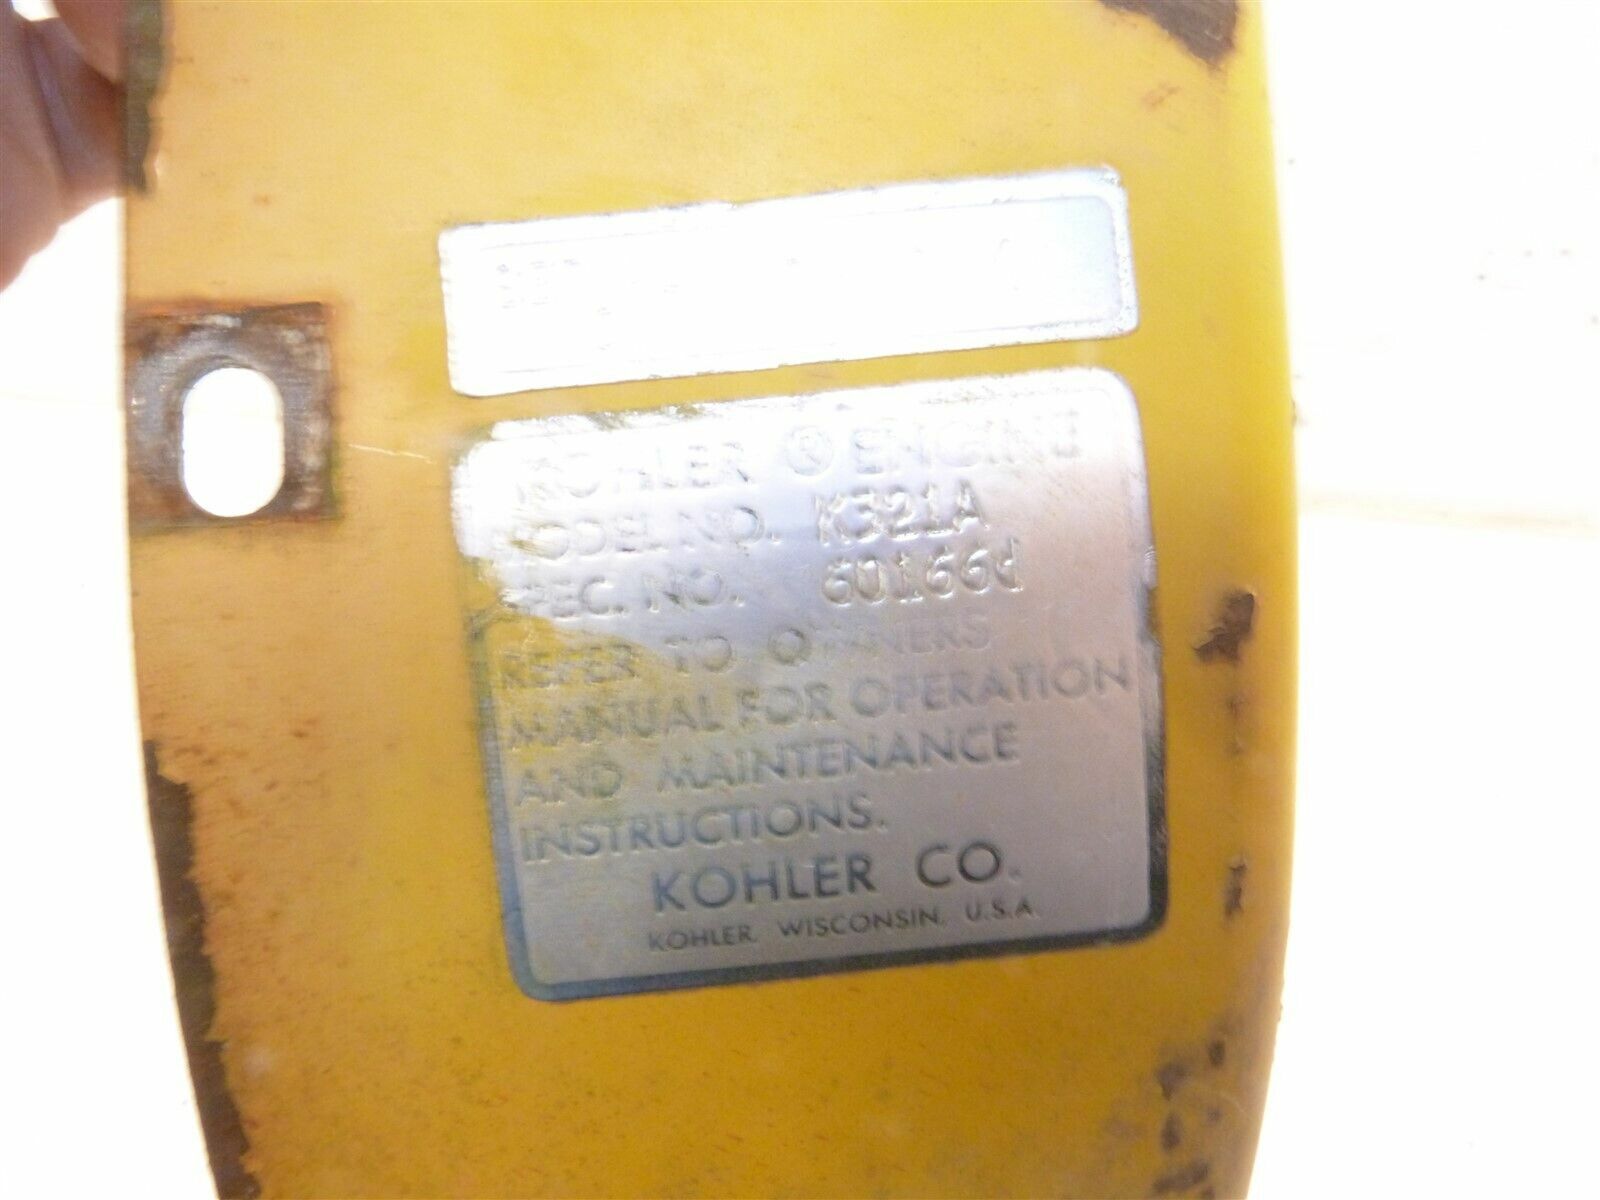 KOHLER ® ENGINE
MODEL NO. K321A
SPEC. NO. 60166d
REFER TO OWNERS
MANUAL FOR OPERATION
AND MAINTENANCE
INSTRUCTIONS.
KOHLER CO.
KOHLER, WISCONSIN, U.S.A.